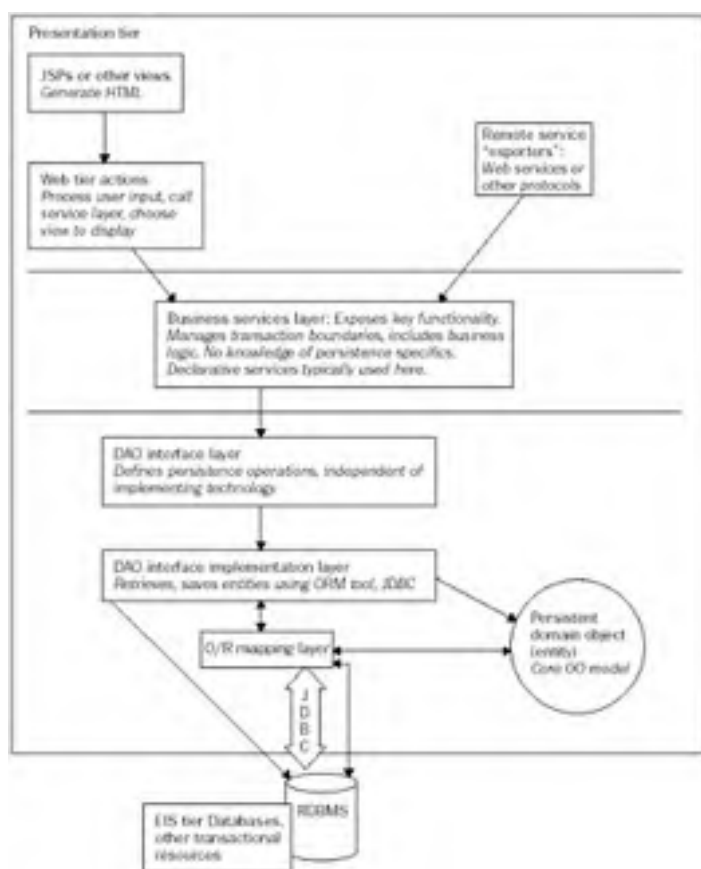 Presentation tier
JSPs or other views
Generate HTML
Remote service
"exporters":
Web services or
other protocols
Web tier actions
Process user input, call
service layer, choose
view to display
Business services layer: Exposes key functionality.
Manages transaction boundaries, includes business
logic. No knowledge of persistence specifics.
Declarative services typically used here.
DAO interface layer
Defines persistence operations, independent of
implementing technology
DAO interface implementation layer
Retrieves, saves entities using ORM tool, JDBC
Persistent
domain object
(entity)
Core OO model
O/R mapping layer
J
D
B
C
RDBMS
EIS tier Databases,
other transactional
resources